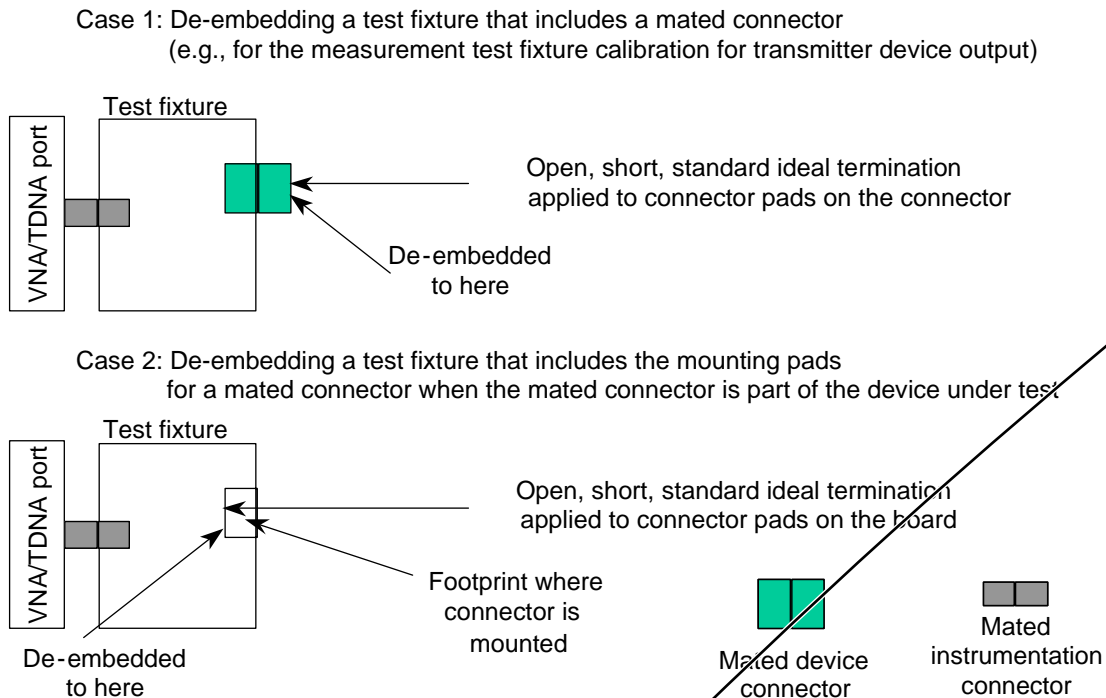 Case 1: De-embedding a test fixture that includes a mated connector
(e.g., for the measurement test fixture calibration for transmitter device output)
Test fixture
VNA/TDNA port
Open, short, standard ideal termination
applied to connector pads on the connector
De-embedded
to here
Case 2: De-embedding a test fixture that includes the mounting pads
for a mated connector when the mated connector is part of the device under test
Test fixture
VNA/TDNA port
Open, short, standard ideal termination
applied to connector pads on the board
Footprint where
connector is
mounted
De-embedded
to here
Mated device
connector
Mated
instrumentation
connector